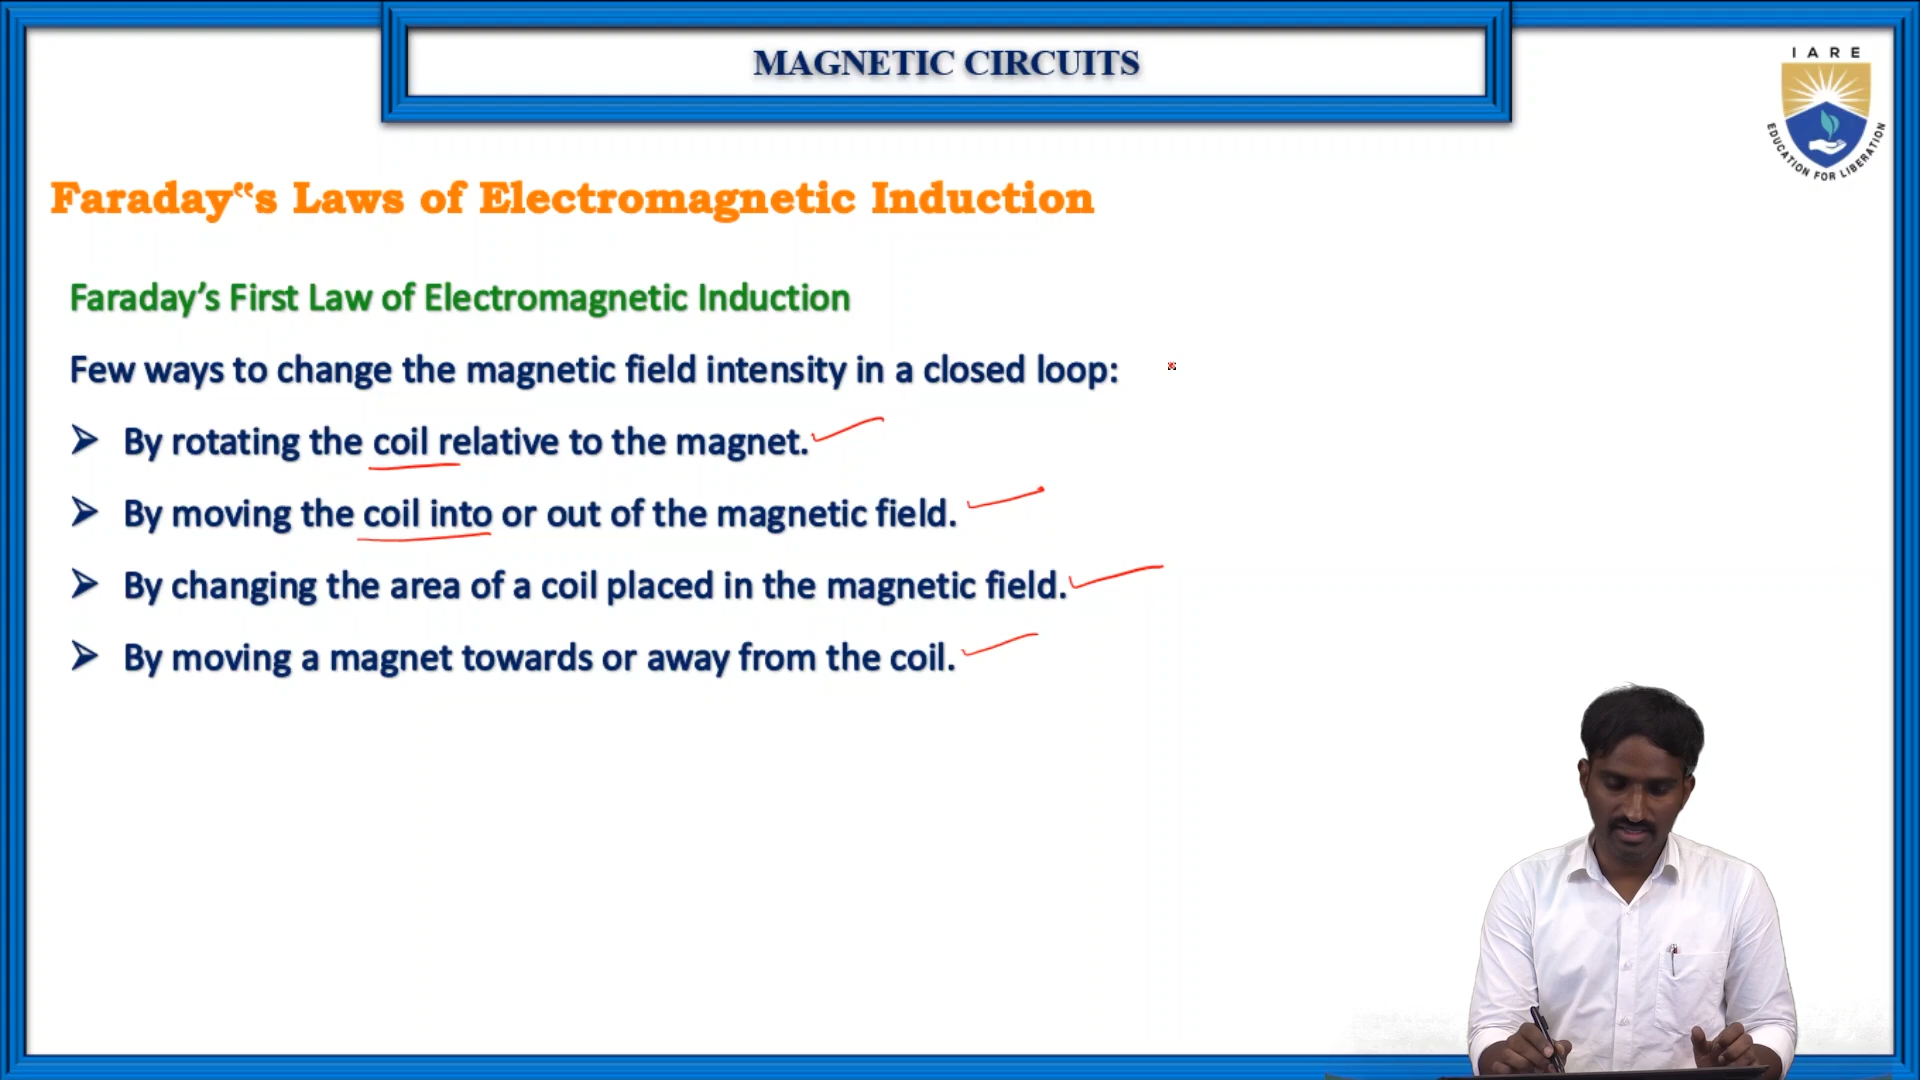 MAGNETIC CIRCUITS
IARE
EDUCATION FOR LIBERATION
Faraday‟s Laws of Electromagnetic Induction
Faraday’s First Law of Electromagnetic Induction
Few ways to change the magnetic field intensity in a closed loop:
➢ By rotating the coil relative to the magnet.
➢ By moving the coil into or out of the magnetic field.
➢ By changing the area of a coil placed in the magnetic field.
➢ By moving a magnet towards or away from the coil.